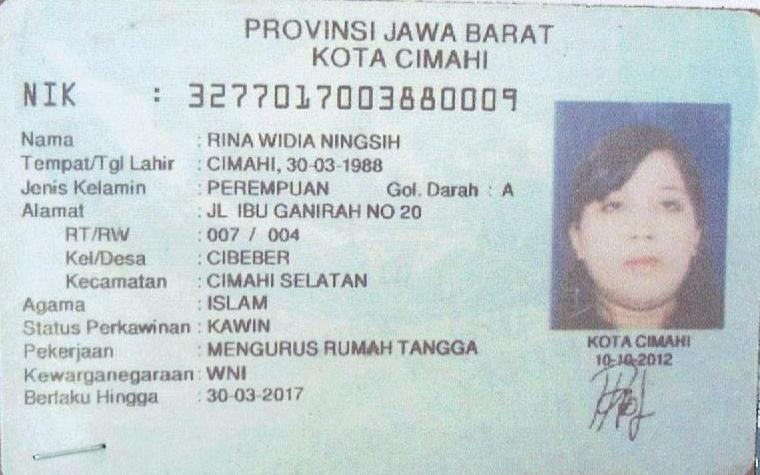 PROVINSI JAWA BARAT
KOTA CIMAHI
NIK : 3277017003880009
Nama : RINA WIDIA NINGSIH
Tempat/Tgl Lahir : CIMAHI, 30-03-1988
Jenis Kelamin : PEREMPUAN Gol. Darah : A
Alamat : JL IBU GANIRAH NO 20
RT/RW : 007 / 004
Kel/Desa : CIBEBER
Kecamatan : CIMAHI SELATAN
Agama : ISLAM
Status Perkawinan : KAWIN
Pekerjaan : MENGURUS RUMAH TANGGA
Kewarganegaraan : WNI
Berlaku Hingga : 30-03-2017
KOTA CIMAHI
10-10-2012